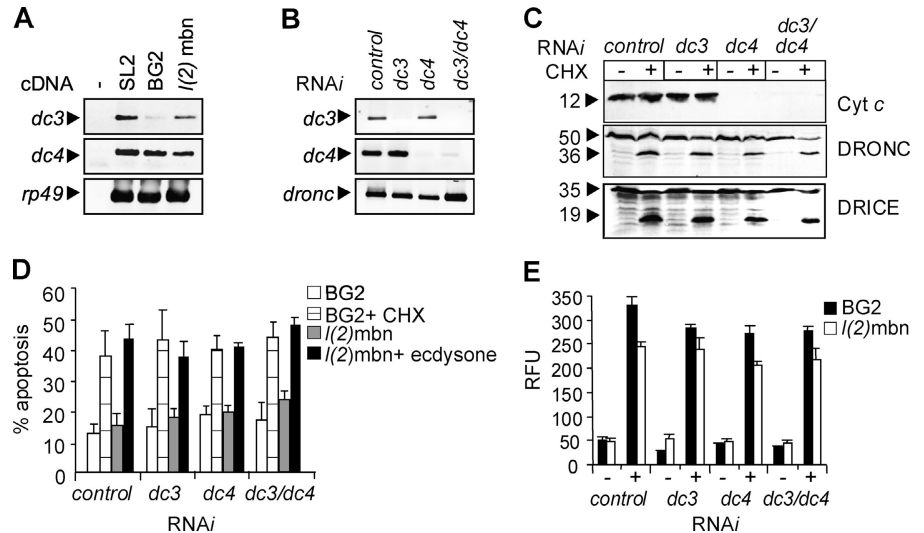 A
cDNA - SL2 BG2 l(2) mbn
dc3
dc4
rp49
B
RNAi control dc3 dc4 dc3/dc4
dc3
dc4
dronc
C
RNAi control dc3 dc4 dc3/
dc4
CHX - + - + - + - +
12 Cyt c
50
36 DRONC
35
19 DRICE
D
% apoptosis
60
50
40
30
20
10
0
BG2
BG2+ CHX
l(2)mbn
l(2)mbn+ ecdysone
control dc3 dc4 dc3/dc4
RNAi
E
RFU
350
300
250
200
150
100
50
0
BG2
l(2)mbn
- + - + - + - +
control dc3 dc4 dc3/dc4
RNAi